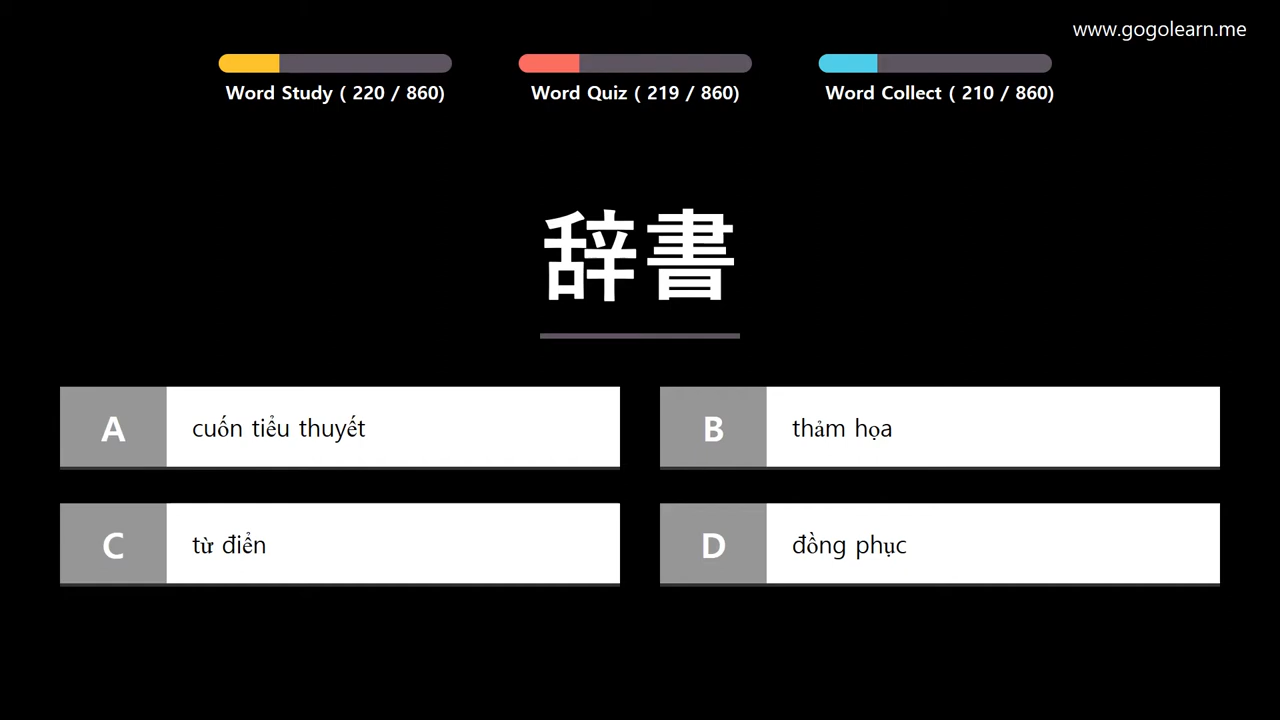 www.gogolearn.me
Word Study ( 220 / 860)
Word Quiz ( 219 / 860)
Word Collect ( 210 / 860)
辞書
A
cuốn tiểu thuyết
B
thảm họa
C
từ điển
D
đồng phục